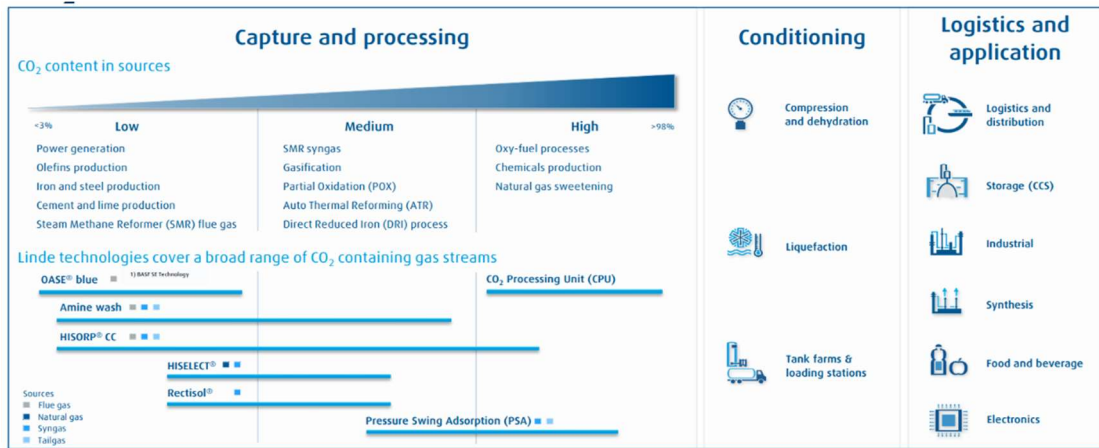 Capture and processing
CO₂ content in sources
<3%
Low
Medium
High
>98%
Power generation
Olefins production
Iron and steel production
Cement and lime production
Steam Methane Reformer (SMR) flue gas
SMR syngas
Gasification
Partial Oxidation (POX)
Auto Thermal Reforming (ATR)
Direct Reduced Iron (DRI) process
Oxy-fuel processes
Chemicals production
Natural gas sweetening
Linde technologies cover a broad range of CO₂ containing gas streams
OASE® blue
1) BASF SE Technology
CO₂ Processing Unit (CPU)
Amine wash
HISORP® CC
HISELECT®
Rectisol®
Pressure Swing Adsorption (PSA)
Sources
Flue gas
Natural gas
Syngas
Tailgas
Conditioning
Compression
and dehydration
Liquefaction
Tank farms &
loading stations
Logistics and
application
Logistics and
distribution
Storage (CCS)
Industrial
Synthesis
Food and beverage
Electronics